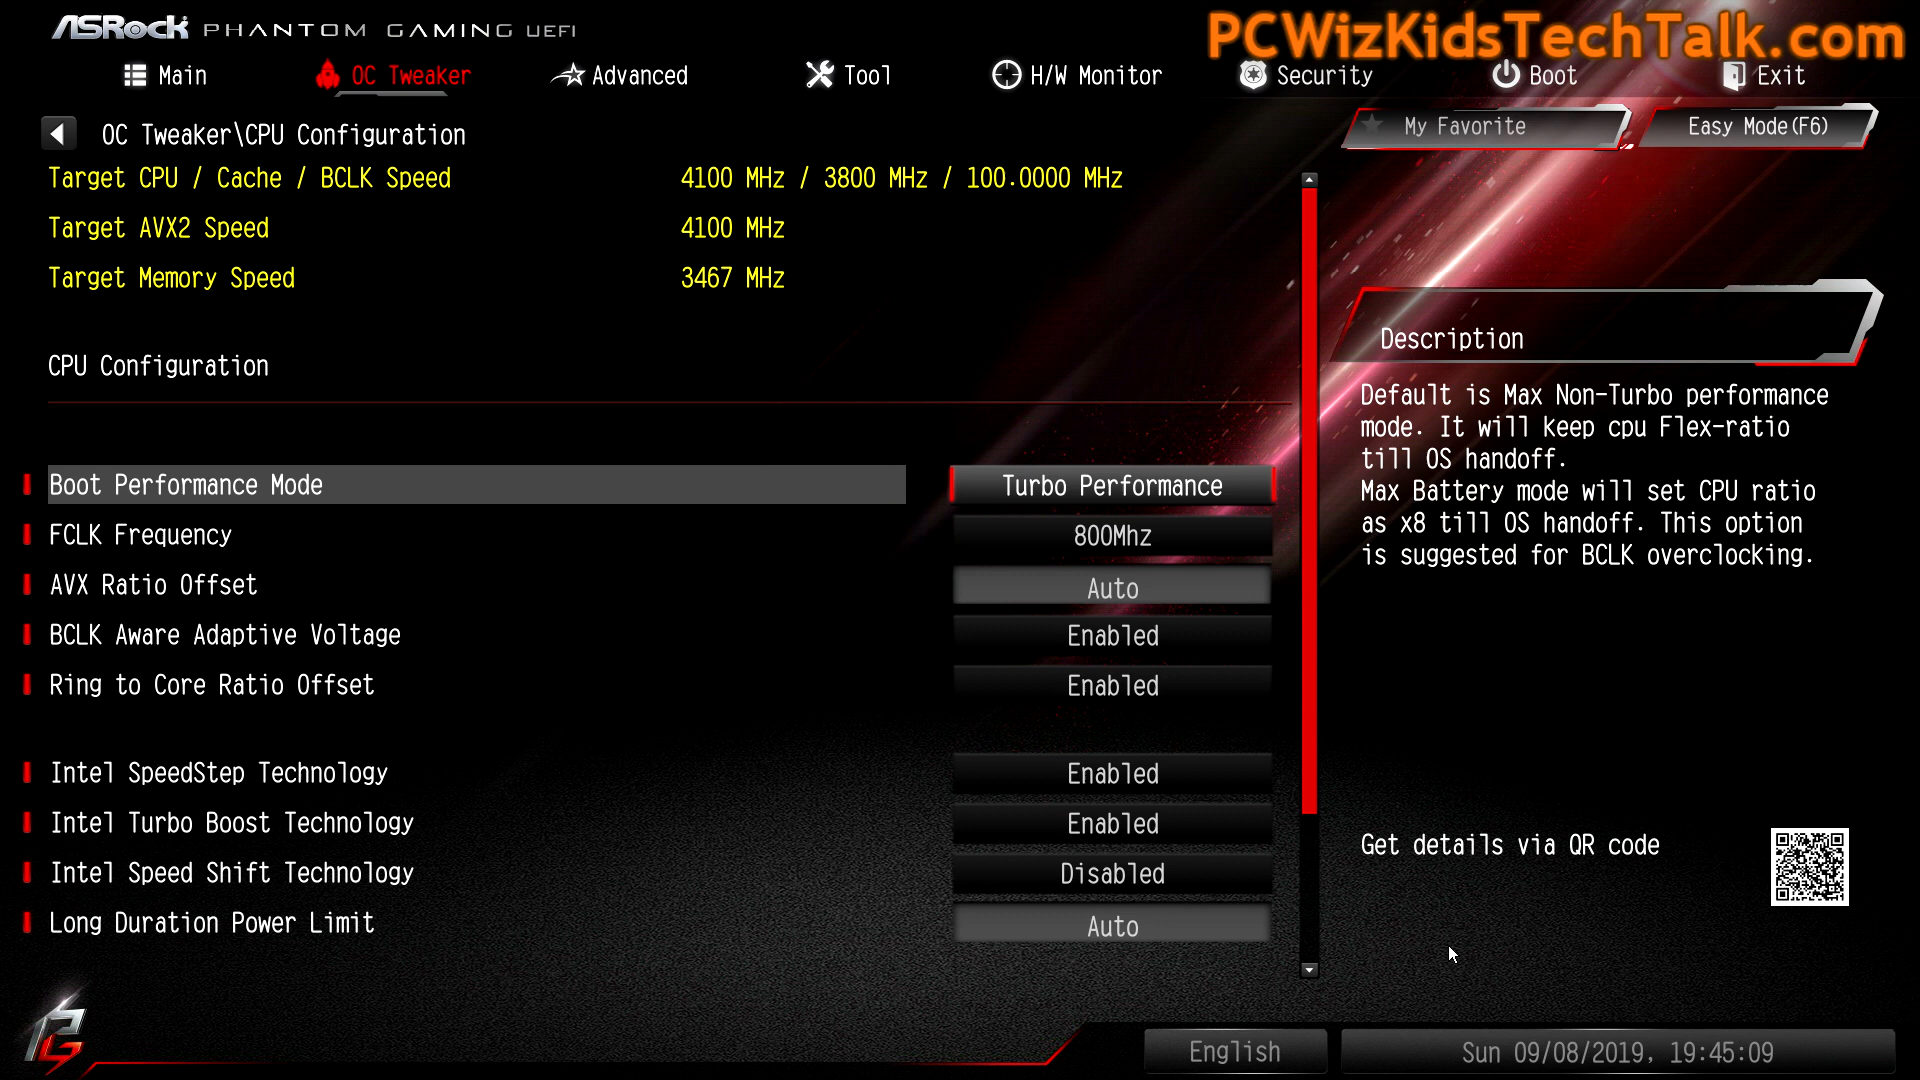 ASRock PHANTOM GAMING UEFI
PCWizKidsTechTalk.com
Main OC Tweaker Advanced Tool H/W Monitor Security Boot Exit
OC Tweaker\CPU Configuration
My Favorite Easy Mode(F6)
Target CPU / Cache / BCLK Speed 4100 MHz / 3800 MHz / 100.0000 MHz
Target AVX2 Speed 4100 MHz
Target Memory Speed 3467 MHz
CPU Configuration
Boot Performance Mode Turbo Performance
FCLK Frequency 800Mhz
AVX Ratio Offset Auto
BCLK Aware Adaptive Voltage Enabled
Ring to Core Ratio Offset Enabled
Intel SpeedStep Technology Enabled
Intel Turbo Boost Technology Enabled
Intel Speed Shift Technology Disabled
Long Duration Power Limit Auto
Description
Default is Max Non-Turbo performance
mode. It will keep cpu Flex-ratio
till OS handoff.
Max Battery mode will set CPU ratio
as x8 till OS handoff. This option
is suggested for BCLK overclocking.
Get details via QR code
English
Sun 09/08/2019, 19:45:09